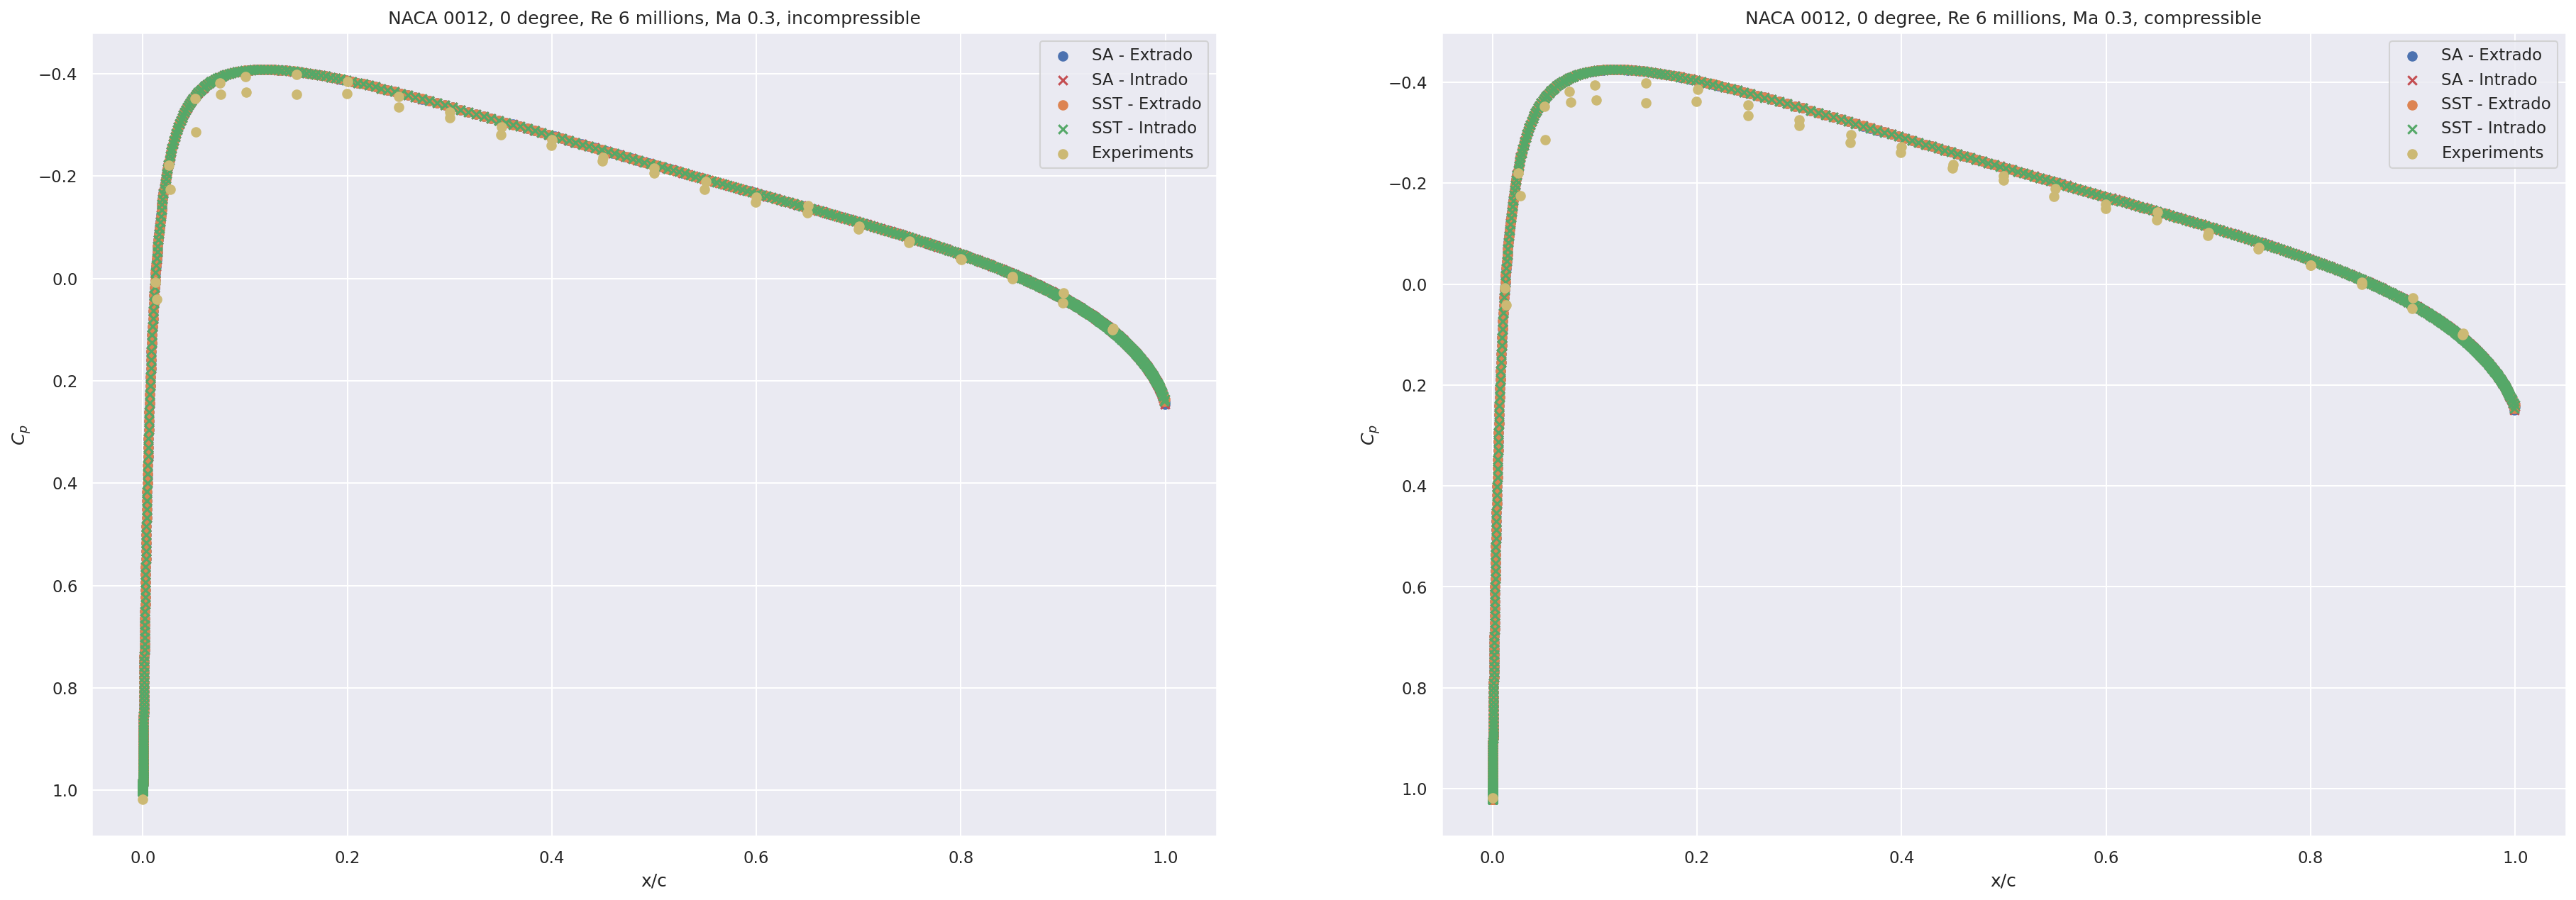 NACA 0012, 0 degree, Re 6 millions, Ma 0.3, incompressible
SA - Extrado
SA - Intrado
SST - Extrado
SST - Intrado
Experiments
−0.4
−0.2
0.0
0.2
0.4
0.6
0.8
1.0
Cp
0.0 0.2 0.4 0.6 0.8 1.0
x/c
NACA 0012, 0 degree, Re 6 millions, Ma 0.3, compressible
SA - Extrado
SA - Intrado
SST - Extrado
SST - Intrado
Experiments
−0.4
−0.2
0.0
0.2
0.4
0.6
0.8
1.0
Cp
0.0 0.2 0.4 0.6 0.8 1.0
x/c